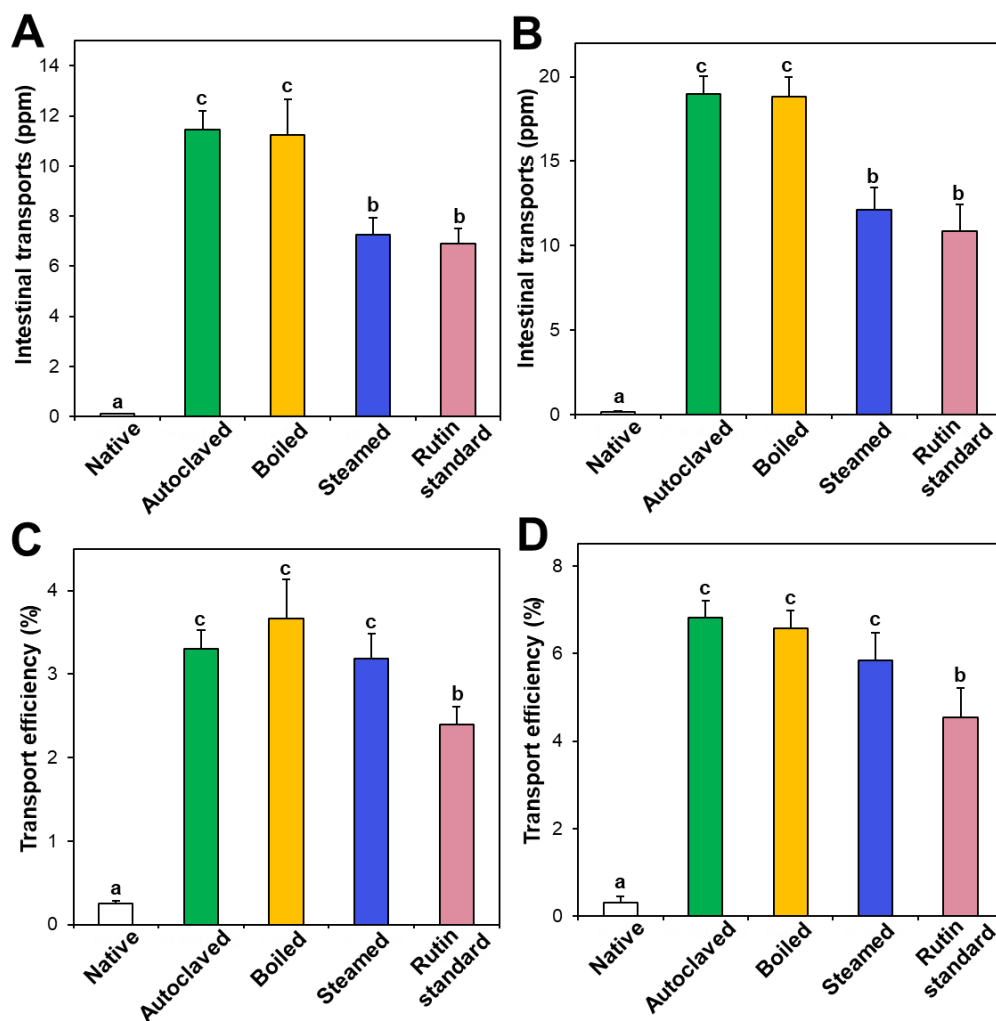 A
Intestinal transports (ppm)
14
12
10
8
6
4
2
0
a
c
c
b
b
Native
Autoclaved
Boiled
Steamed
Rutin
standard
B
Intestinal transports (ppm)
20
15
10
5
0
a
c
c
b
b
Native
Autoclaved
Boiled
Steamed
Rutin
standard
C
Transport efficiency (%)
4
3
2
1
0
a
c
c
c
b
Native
Autoclaved
Boiled
Steamed
Rutin
standard
D
Transport efficiency (%)
8
6
4
2
0
a
c
c
c
b
Native
Autoclaved
Boiled
Steamed
Rutin
standard